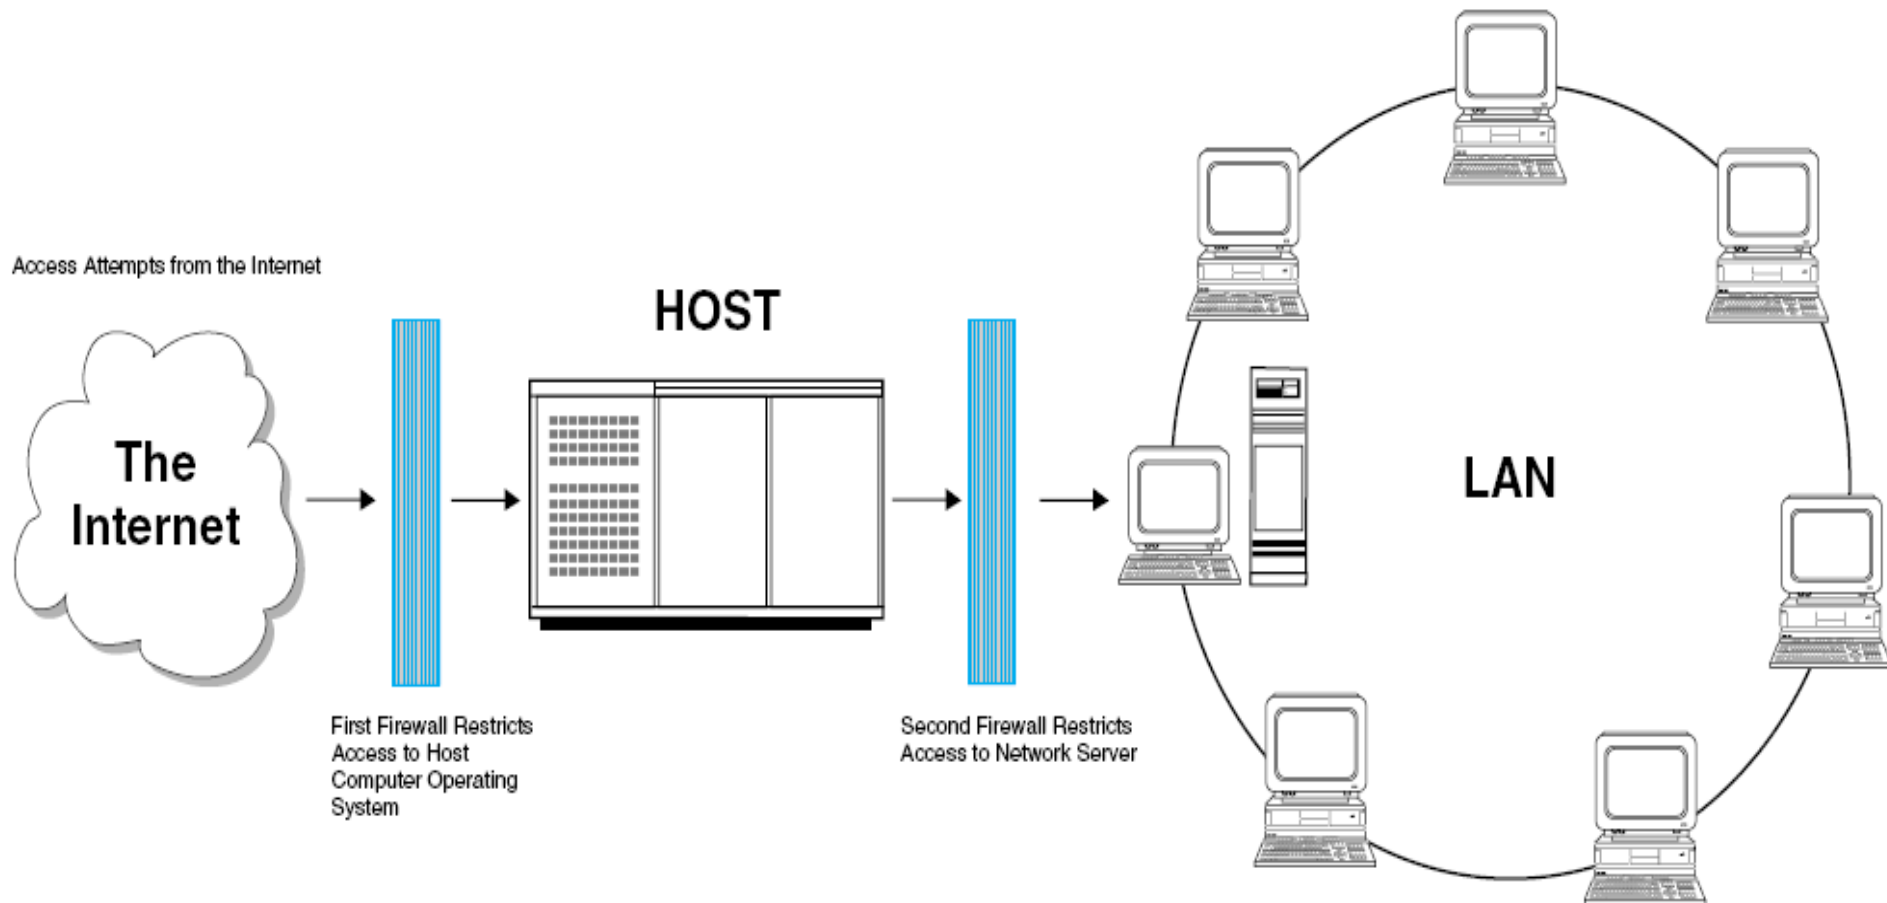 Access Attempts from the Internet
The
Internet
First Firewall Restricts
Access to Host
Computer Operating
System
HOST
Second Firewall Restricts
Access to Network Server
LAN